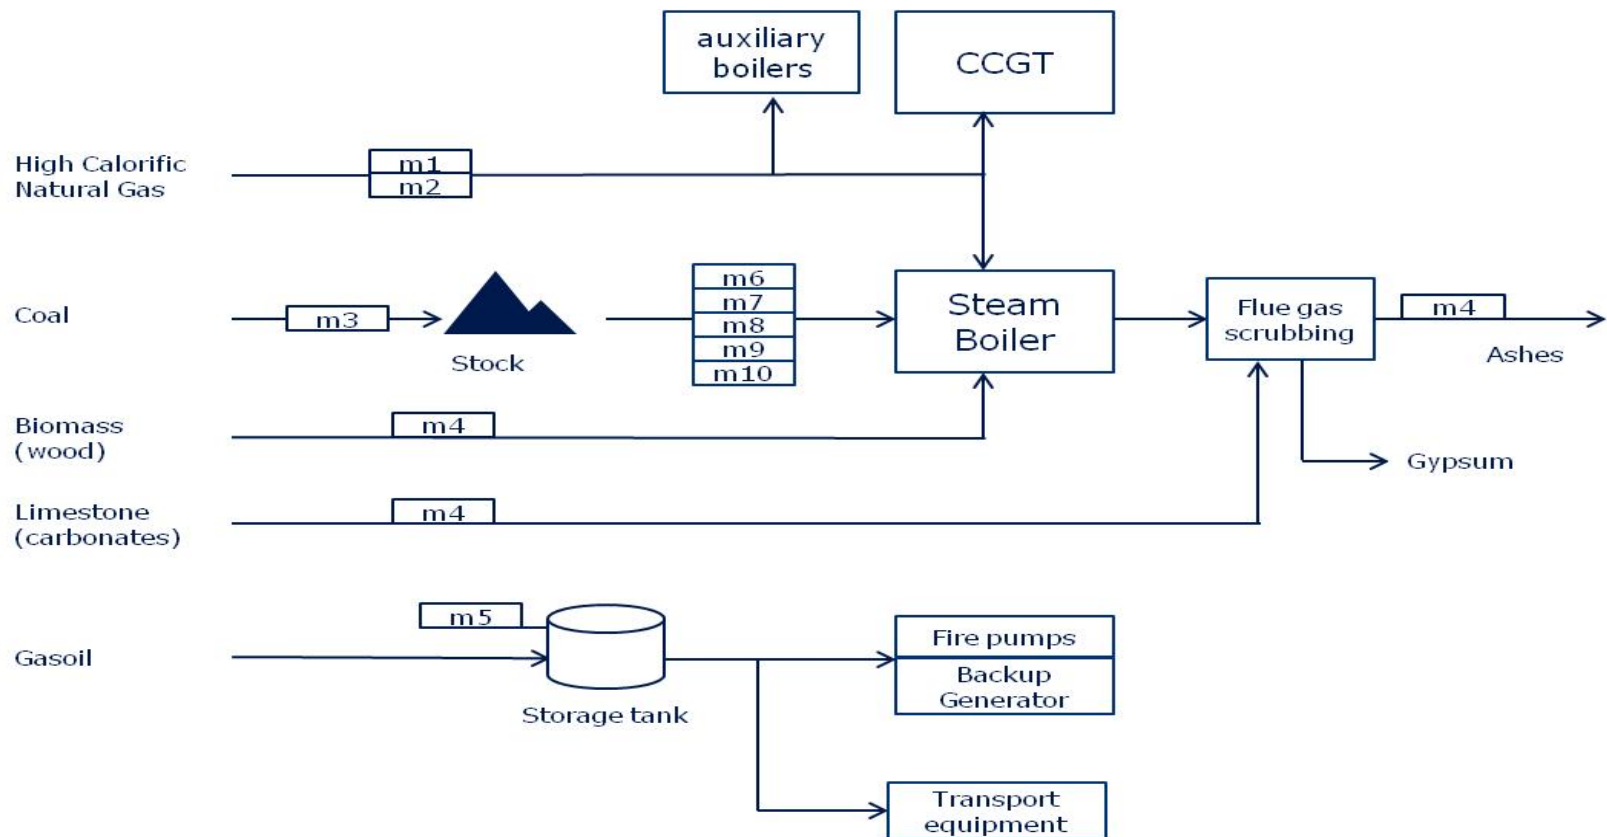 auxiliary
boilers
CCGT
High Calorific
Natural Gas
m1
m2
Coal
m3
Stock
m6
m7
m8
m9
m10
Steam
Boiler
Flue gas
scrubbing
m4
Ashes
Biomass
(wood)
m4
Gypsum
Limestone
(carbonates)
m4
Gasoil
m5
Storage tank
Fire pumps
Backup
Generator
Transport
equipment